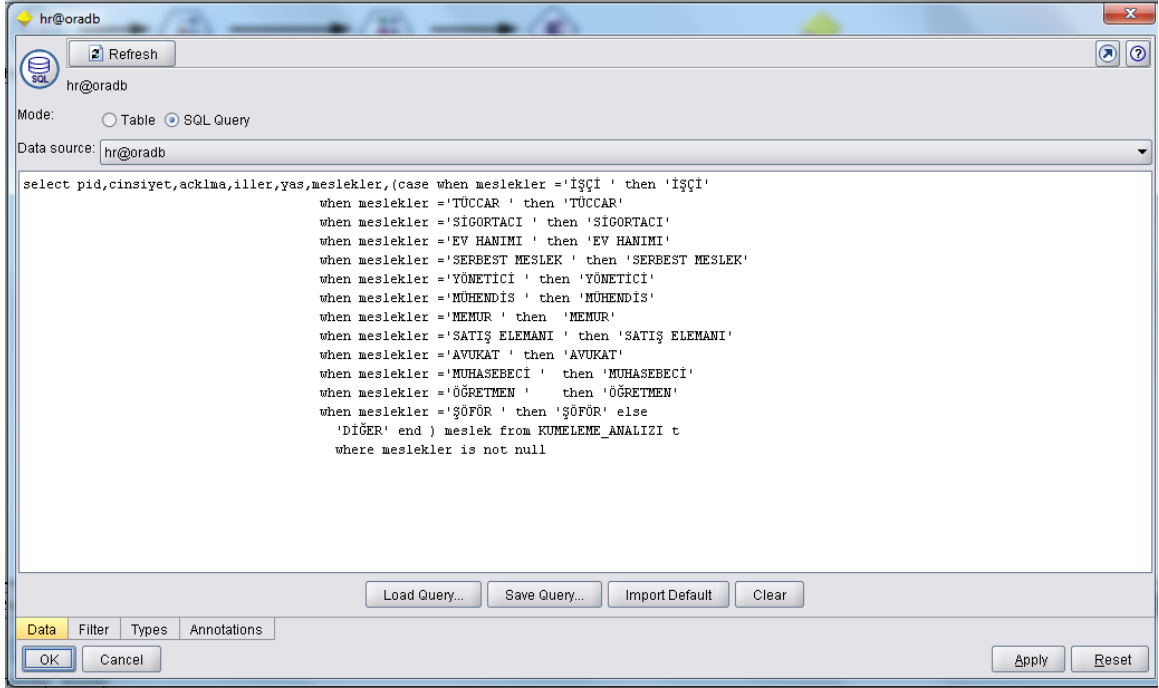 hr@oradb
Refresh
SQL
hr@oradb
Mode: Table SQL Query
Data source: hr@oradb
select pid,cinsiyet,acklma,iller,yas,meslekler,(case when meslekler ='İŞÇİ ' then 'İŞÇİ'
when meslekler ='TÜCCAR ' then 'TÜCCAR'
when meslekler ='SİGORTACI ' then 'SİGORTACI'
when meslekler ='EV HANIMI ' then 'EV HANIMI'
when meslekler ='SERBEST MESLEK ' then 'SERBEST MESLEK'
when meslekler ='YÖNETİCİ ' then 'YÖNETİCİ'
when meslekler ='MÜHENDİS ' then 'MÜHENDİS'
when meslekler ='MEMUR ' then  'MEMUR'
when meslekler ='SATIŞ ELEMANI ' then 'SATIŞ ELEMANI'
when meslekler ='AVUKAT ' then 'AVUKAT'
when meslekler ='MUHASEBECİ '  then 'MUHASEBECİ'
when meslekler ='ÖĞRETMEN '    then 'ÖĞRETMEN'
when meslekler ='ŞÖFÖR ' then 'ŞÖFÖR' else
'DİĞER' end ) meslek from KUMELEME_ANALIZI t
where meslekler is not null
Load Query... Save Query... Import Default Clear
Data Filter Types Annotations
OK Cancel Apply Reset